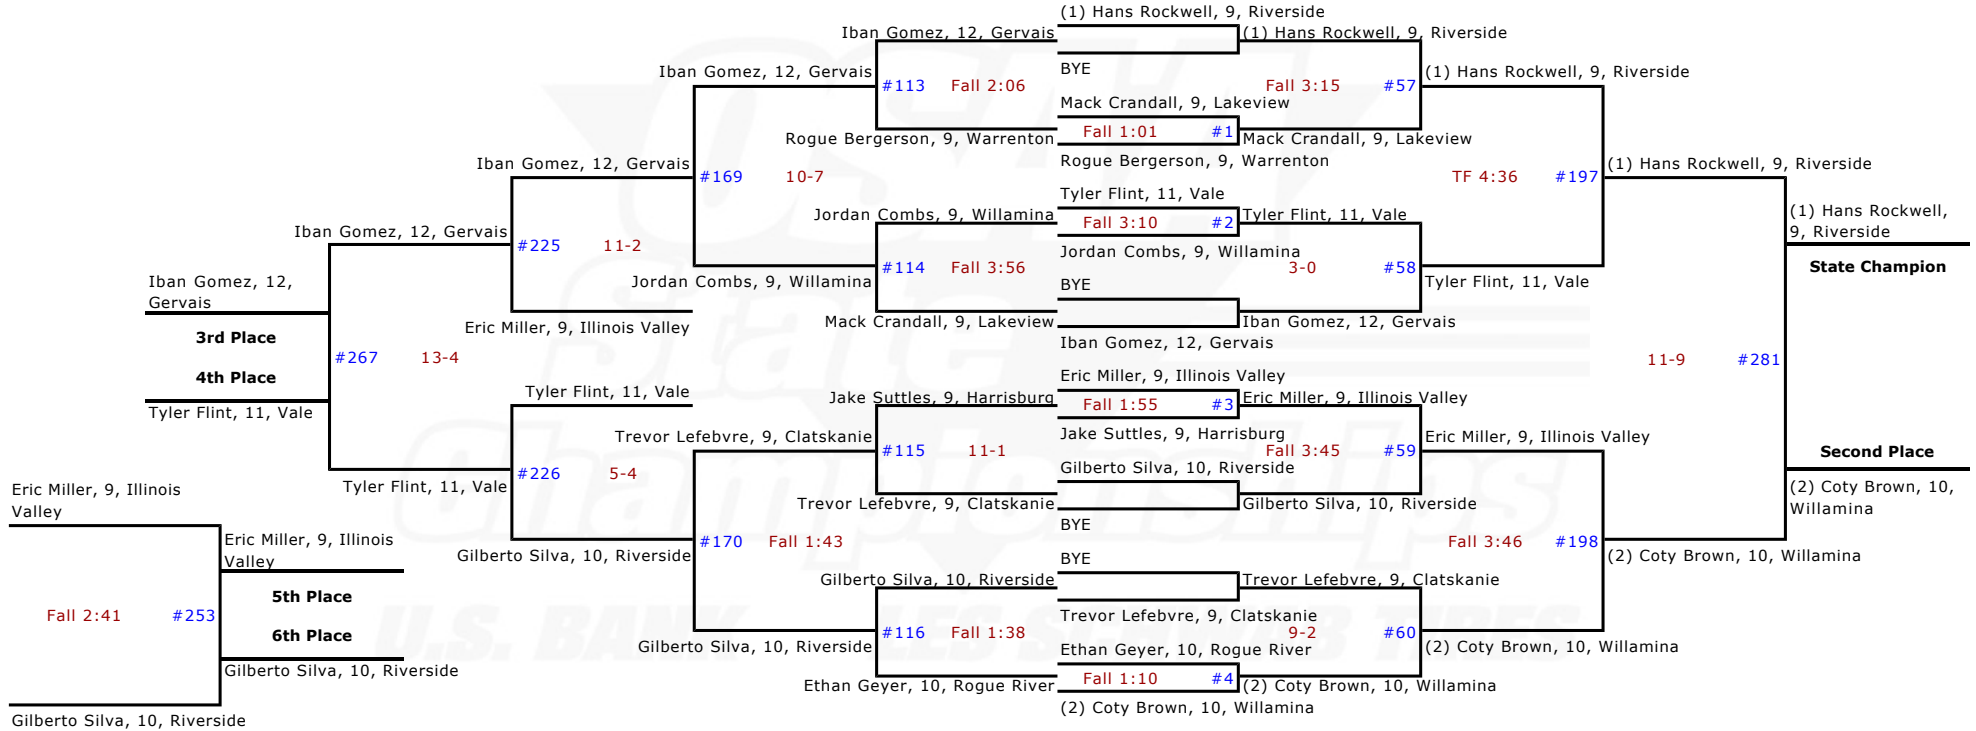 (1) Hans Rockwell, 9, Riverside
Iban Gomez, 12, Gervais
(1) Hans Rockwell, 9, Riverside
BYE
Iban Gomez, 12, Gervais
(1) Hans Rockwell, 9, Riverside
#113 Fall 2:06
Fall 3:15 #57
Mack Crandall, 9, Lakeview
Fall 1:01 #1
Rogue Bergerson, 9, Warrenton
Mack Crandall, 9, Lakeview
Rogue Bergerson, 9, Warrenton
Iban Gomez, 12, Gervais
(1) Hans Rockwell, 9, Riverside
#169 10-7
TF 4:36 #197
Tyler Flint, 11, Vale
Jordan Combs, 9, Willamina
Fall 3:10 #2
Tyler Flint, 11, Vale
(1) Hans Rockwell,
9, Riverside
Iban Gomez, 12, Gervais
#225 11-2
Jordan Combs, 9, Willamina
#114 Fall 3:56
3-0 #58
State Champion
Jordan Combs, 9, Willamina
BYE
Tyler Flint, 11, Vale
Iban Gomez, 12,
Gervais
Eric Miller, 9, Illinois Valley
Mack Crandall, 9, Lakeview
Iban Gomez, 12, Gervais
3rd Place
Iban Gomez, 12, Gervais
#267 13-4
11-9 #281
4th Place
Eric Miller, 9, Illinois Valley
Tyler Flint, 11, Vale
Tyler Flint, 11, Vale
Jake Suttles, 9, Harrisburg
Fall 1:55 #3
Eric Miller, 9, Illinois Valley
Jake Suttles, 9, Harrisburg
Trevor Lefebvre, 9, Clatskanie
Eric Miller, 9, Illinois Valley
#115 11-1
Fall 3:45 #59
Second Place
Gilberto Silva, 10, Riverside
#226 5-4
Tyler Flint, 11, Vale
Trevor Lefebvre, 9, Clatskanie
Gilberto Silva, 10, Riverside
(2) Coty Brown, 10,
Willamina
Eric Miller, 9, Illinois
Valley
BYE
Eric Miller, 9, Illinois
Valley
#170 Fall 1:43
Fall 3:46 #198
Gilberto Silva, 10, Riverside
BYE
(2) Coty Brown, 10, Willamina
Gilberto Silva, 10, Riverside
Trevor Lefebvre, 9, Clatskanie
5th Place
Fall 2:41 #253
Trevor Lefebvre, 9, Clatskanie
6th Place
#116 Fall 1:38
9-2 #60
Gilberto Silva, 10, Riverside
Ethan Geyer, 10, Rogue River
(2) Coty Brown, 10, Willamina
Gilberto Silva, 10, Riverside
Fall 1:10 #4
Ethan Geyer, 10, Rogue River
(2) Coty Brown, 10, Willamina
(2) Coty Brown, 10, Willamina
Gilberto Silva, 10, Riverside
OSAA
State
Championships
U.S. BANK LES SCHWAB TIRES